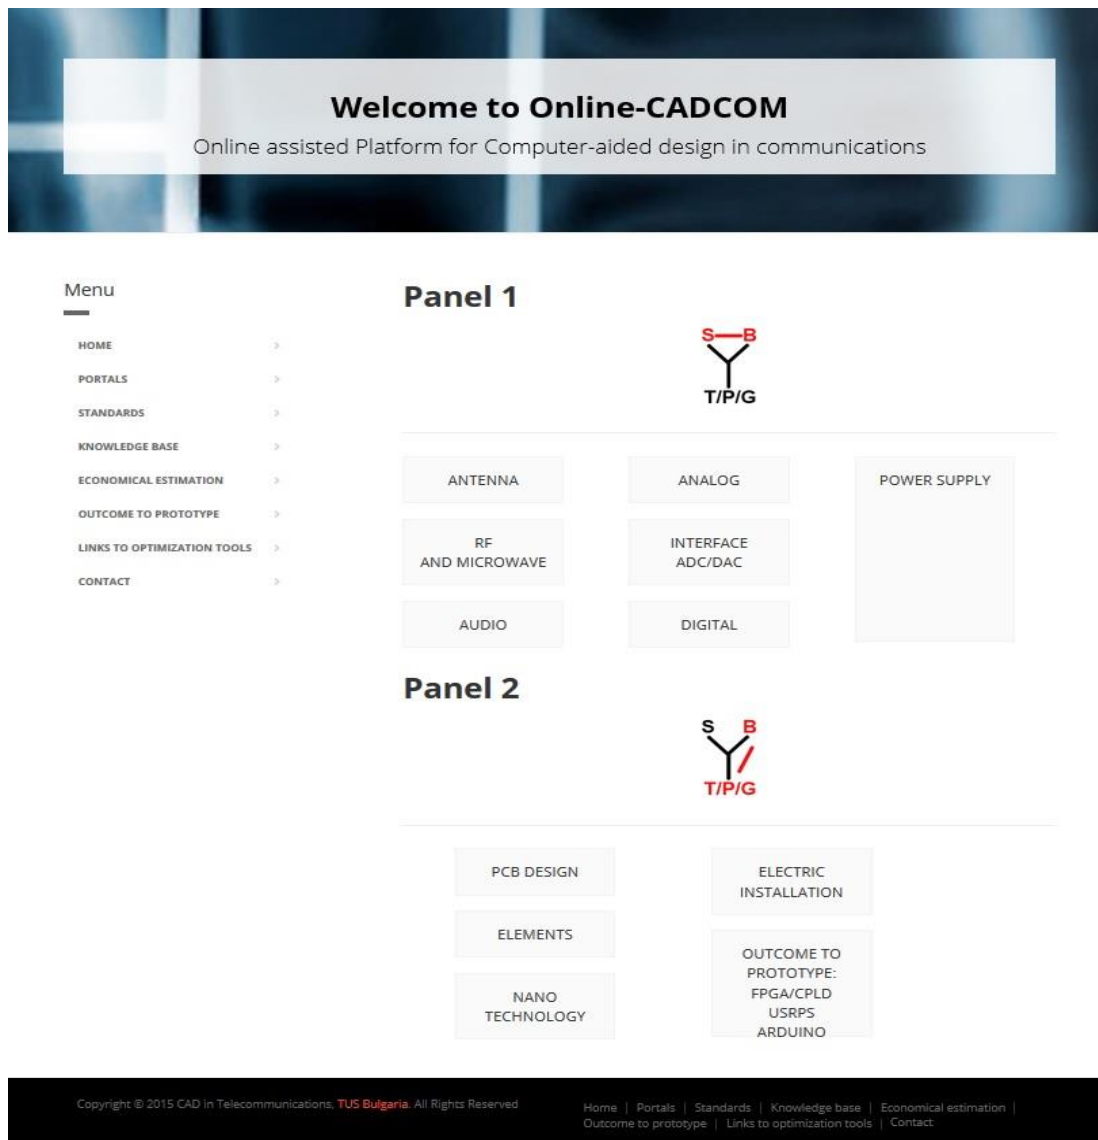 Welcome to Online-CADCOM
Online assisted Platform for Computer-aided design in communications
Menu
HOME
PORTALS
STANDARDS
KNOWLEDGE BASE
ECONOMICAL ESTIMATION
OUTCOME TO PROTOTYPE
LINKS TO OPTIMIZATION TOOLS
CONTACT
Panel 1
S B
T/P/G
ANTENNA
ANALOG
POWER SUPPLY
RF
AND MICROWAVE
INTERFACE
ADC/DAC
AUDIO
DIGITAL
Panel 2
S B
T/P/G
PCB DESIGN
ELECTRIC
INSTALLATION
ELEMENTS
NANO
TECHNOLOGY
OUTCOME TO
PROTOTYPE:
FPGA/CPLD
USRPS
ARDUINO
Copyright © 2015 CAD in Telecommunications, TUS Bulgaria. All Rights Reserved
Home | Portals | Standards | Knowledge base | Economical estimation |
Outcome to prototype | Links to optimization tools | Contact